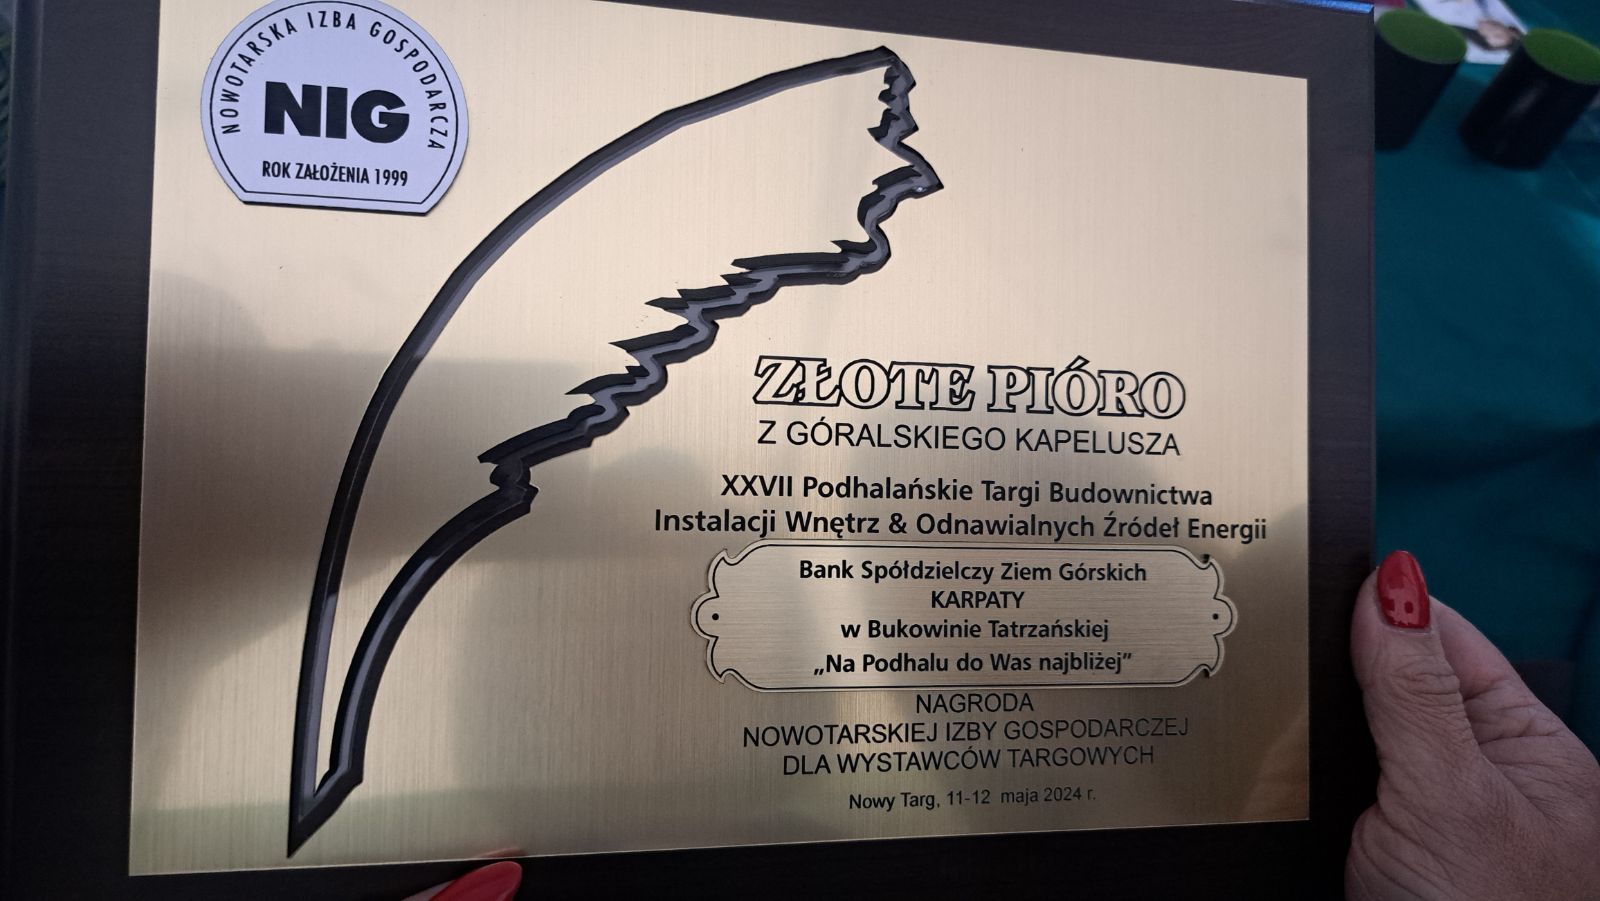 NOWOTARSKA IZBA GOSPODARCZA
NIG
ROK ZAŁOŻENIA 1999
ZŁOTE PIÓRO
Z GÓRALSKIEGO KAPELUSZA
XXVII Podhalańskie Targi Budownictwa
Instalacji Wnętrz & Odnawialnych Źródeł Energii
Bank Spółdzielczy Ziem Górskich
KARPATY
w Bukowinie Tatrzańskiej
„Na Podhalu do Was najbliżej”
NAGRODA
NOWOTARSKIEJ IZBY GOSPODARCZEJ
DLA WYSTAWCÓW TARGOWYCH
Nowy Targ, 11-12 maja 2024 r.